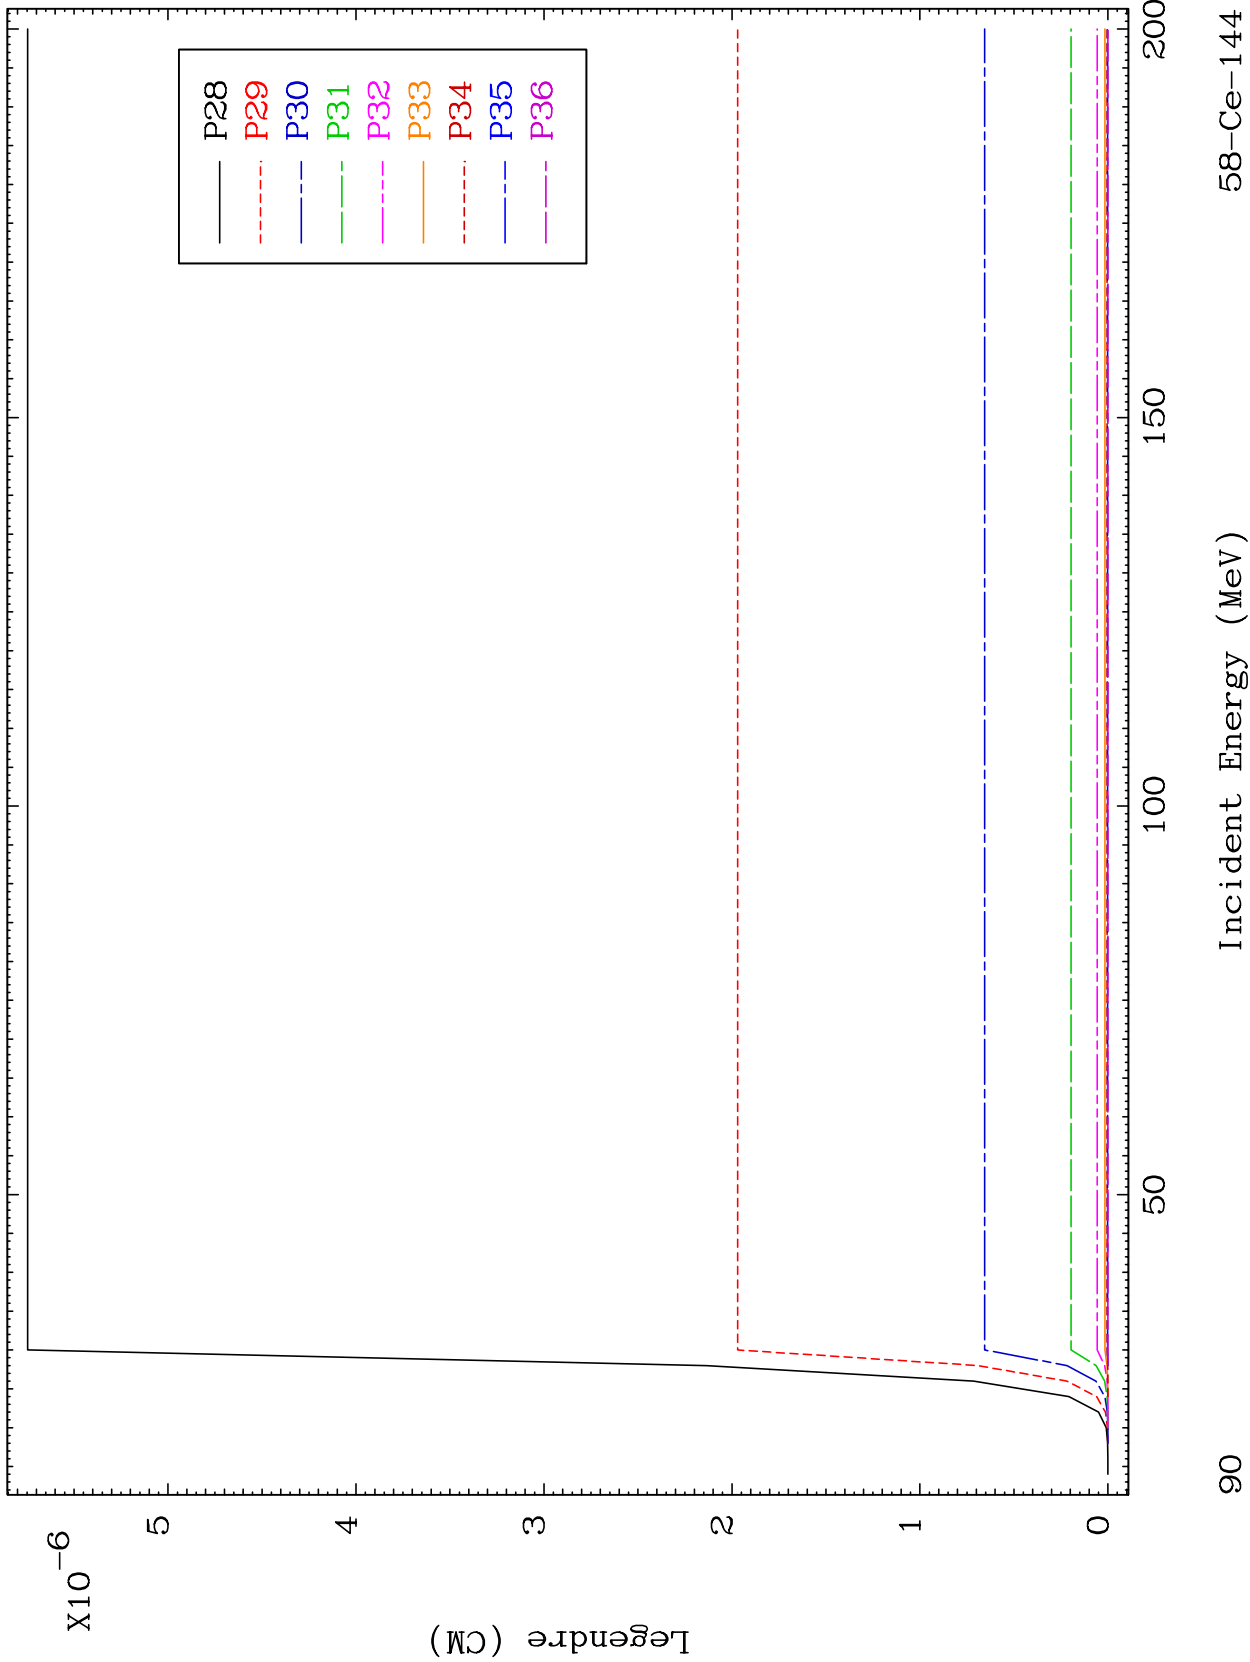 X10-6
Legendre (CM)
5
4
3
2
1
0
P28
P29
P30
P31
P32
P33
P34
P35
P36
50
100
150
200
Incident Energy (MeV)
90
58-Ce-144